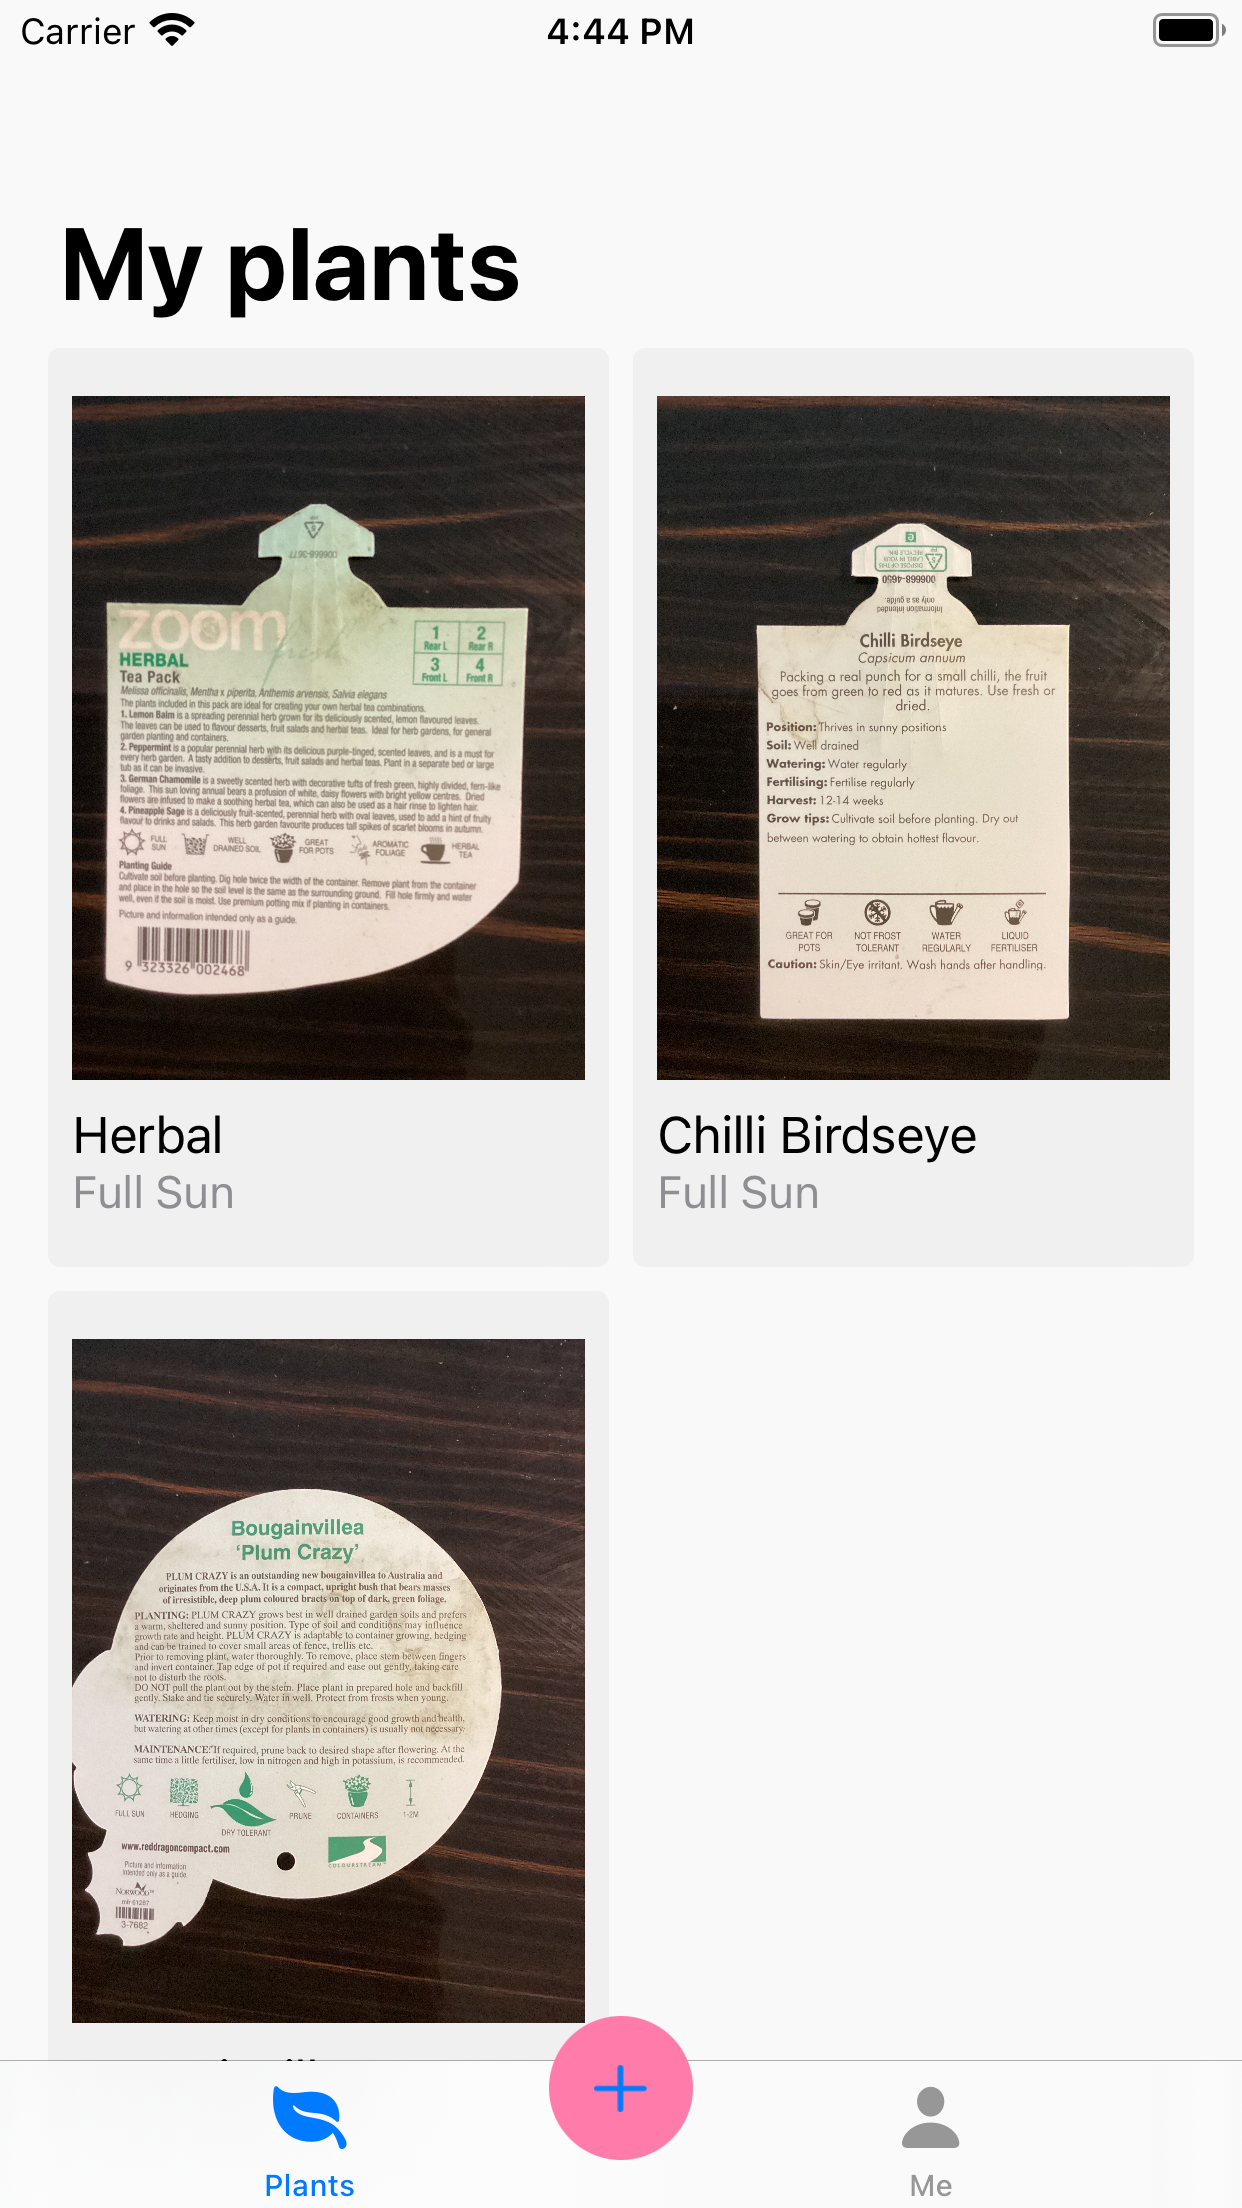 Carrier
4:44 PM
My plants
006668-3677
zoom
fresh
HERBAL
Tea Pack
1 Rear L
2 Rear R
3 Front L
4 Front R
Melissa officinalis, Mentha x piperita, Anthemis arvensis, Salvia elegans
The plants included in this pack are ideal for creating your own herbal tea combinations.
1. Lemon Balm is a spreading perennial herb grown for its deliciously scented, lemon flavoured leaves.
The leaves can be used to flavour desserts, fruit salads and herbal teas. Ideal for herb gardens, for general
garden planting and containers.
2. Peppermint is a popular perennial herb with its delicious purple-tinged, scented leaves, and is a must for
every herb garden. A tasty addition to desserts, fruit salads and herbal teas. Plant in a separate bed or large
tub as it can be invasive.
3. German Chamomile is a sweetly scented herb with decorative tufts of fresh green, highly divided, fern-like
foliage. This sun loving annual bears a profusion of white, daisy flowers with bright yellow centres. Dried
flowers are infused to make a soothing herbal tea, which can also be used as a hair rinse to lighten hair.
4. Pineapple Sage is a deliciously fruit-scented, perennial herb with oval leaves, used to add a hint of fruity
flavour to drinks and salads. This herb garden favourite produces tall spikes of scarlet blooms in autumn.
FULL SUN
WELL DRAINED SOIL
GREAT FOR POTS
AROMATIC FOLIAGE
HERBAL TEA
Planting Guide
Cultivate soil before planting. Dig hole twice the width of the container. Remove plant from the container
and place in the hole so the soil level is the same as the surrounding ground. Fill hole firmly and water
well, even if the soil is moist. Use premium potting mix if planting in containers.
Picture and information intended only as a guide.
9 323326 002468
Herbal
Full Sun
DISPOSE OF THIS
LABEL IN YOUR
RECYCLE BIN.
006668-4650
Information intended
only as a guide.
Chilli Birdseye
Capsicum annuum
Packing a real punch for a small chilli, the fruit
goes from green to red as it matures. Use fresh or
dried.
Position: Thrives in sunny positions
Soil: Well drained
Watering: Water regularly
Fertilising: Fertilise regularly
Harvest: 12-14 weeks
Grow tips: Cultivate soil before planting. Dry out
between watering to obtain hottest flavour.
GREAT FOR POTS
NOT FROST TOLERANT
WATER REGULARLY
LIQUID FERTILISER
Caution: Skin/Eye irritant. Wash hands after handling.
Chilli Birdseye
Full Sun
Bougainvillea
'Plum Crazy'
PLUM CRAZY is an outstanding new bougainvillea to Australia and
originates from the U.S.A. It is a compact, upright bush that bears masses
of irresistible, deep plum coloured bracts on top of dark, green foliage.
PLANTING: PLUM CRAZY grows best in well drained garden soils and prefers
a warm, sheltered and sunny position. Type of soil and conditions may influence
growth rate and height. PLUM CRAZY is adaptable to container growing, hedging
and can be trained to cover small areas of fence, trellis etc.
Prior to removing plant, water thoroughly. To remove, place stem between fingers
and invert container. Tap edge of pot if required and ease out gently, taking care
not to disturb the roots.
DO NOT pull the plant out by the stem. Place plant in prepared hole and backfill
gently. Stake and tie securely. Water in well. Protect from frosts when young.
WATERING: Keep moist in dry conditions to encourage good growth and health,
but watering at other times (except for plants in containers) is usually not necessary.
MAINTENANCE: If required, prune back to desired shape after flowering. At the
same time a little fertiliser, low in nitrogen and high in potassium, is recommended.
FULL SUN
HEDGING
DRY TOLERANT
PRUNE
CONTAINERS
1-2M
www.reddragoncompact.com
COLOURSTREAM
Picture and information
intended only as a guide
NORWOOD
mfr 61287
3-7682
Plants
Me